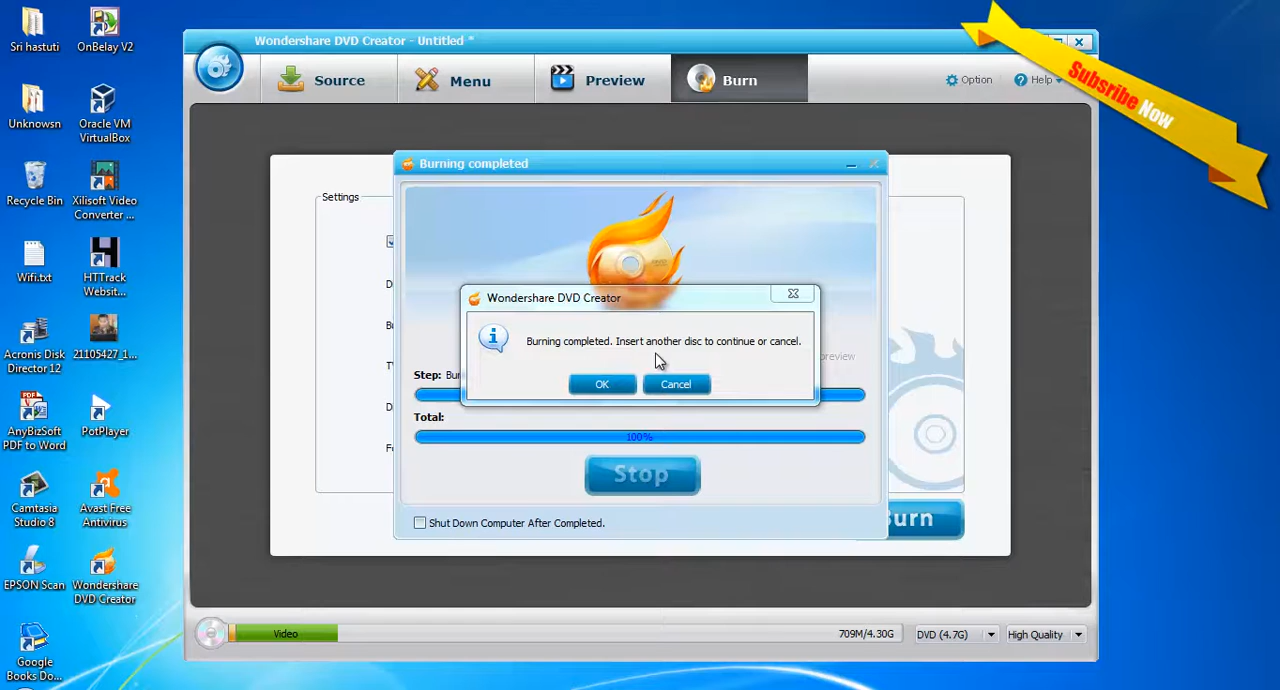 Sri hastuti
OnBelay V2
Unknowsn
Oracle VM
VirtualBox
Recycle Bin
Xilisoft Video
Converter ...
Wifi.txt
HTTrack
Websit...
Acronis Disk
Director 12
21105427_1...
AnyBizSoft
PDF to Word
PotPlayer
Camtasia
Studio 8
Avast Free
Antivirus
EPSON Scan
Wondershare
DVD Creator
Google
Books Do...
Wondershare DVD Creator - Untitled *
Source
Menu
Preview
Burn
Option
Help
Subsribe Now
Burning completed
Settings
Wondershare DVD Creator
Burning completed. Insert another disc to continue or cancel.
preview
OK
Cancel
Step:
Total:
100%
Stop
Shut Down Computer After Completed.
Burn
Video
709M/4.30G
DVD (4.7G)
High Quality